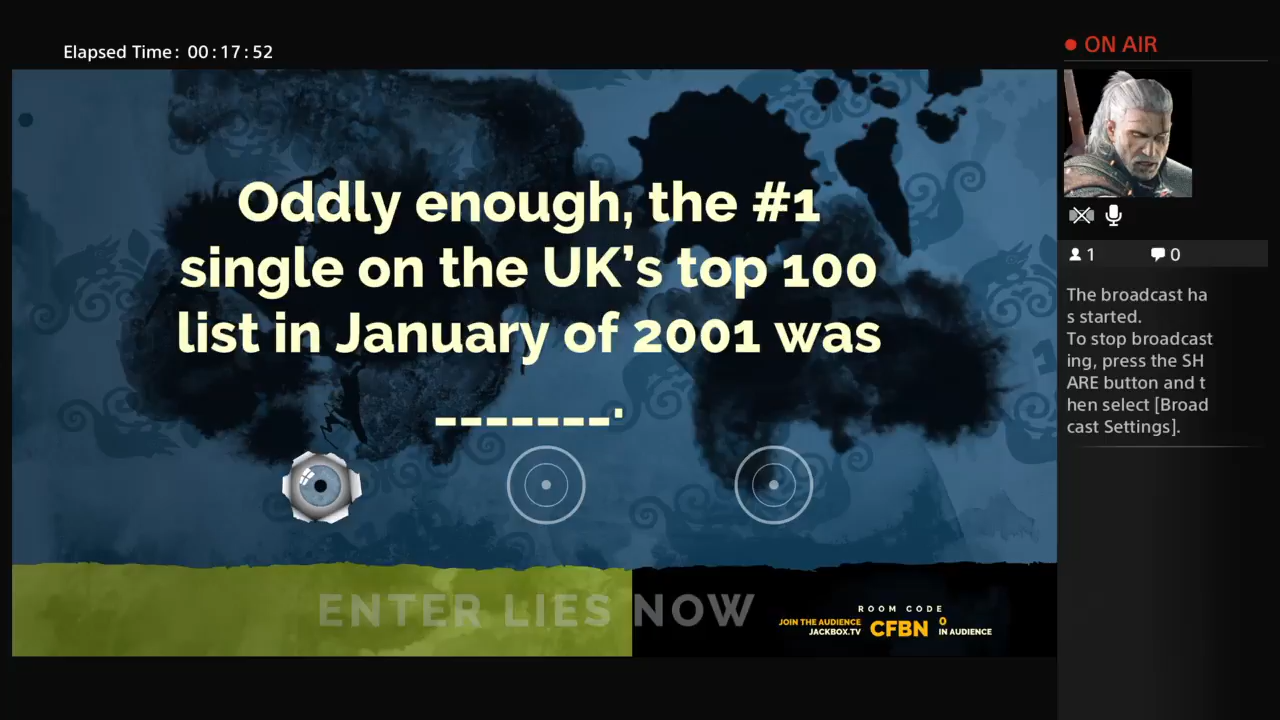 Elapsed Time: 00:17:52
ON AIR
Oddly enough, the #1
single on the UK's top 100
list in January of 2001 was
_______.
1
0
The broadcast ha
s started.
To stop broadcast
ing, press the SH
ARE button and t
hen select [Broad
cast Settings].
ENTER LIES NOW
ROOM CODE
JOIN THE AUDIENCE
JACKBOX.TV
CFBN
0
IN AUDIENCE